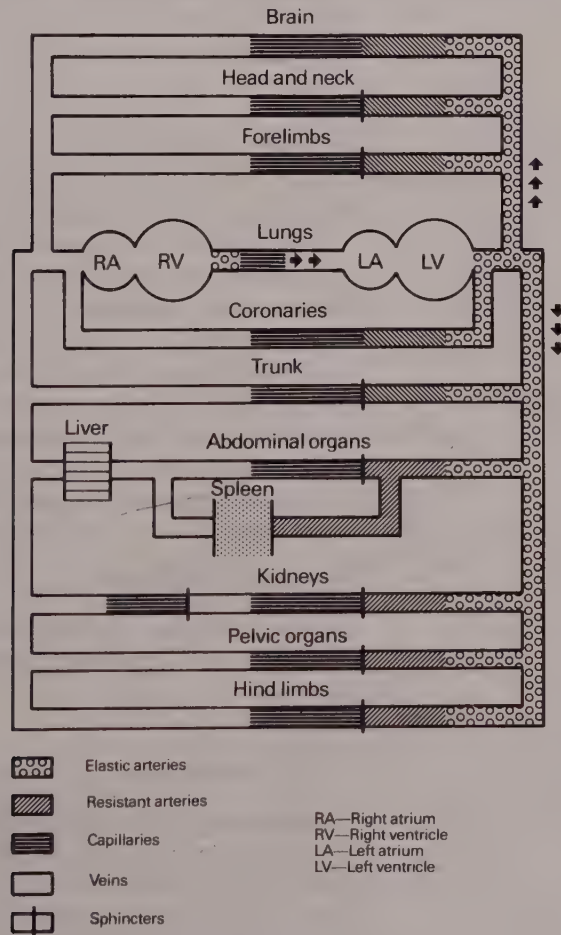 Brain
Head and neck
Forelimbs
Lungs
RA
RV
LA
LV
Coronaries
Trunk
Liver
Abdominal organs
Spleen
Kidneys
Pelvic organs
Hind limbs
Elastic arteries
Resistant arteries
Capillaries
Veins
Sphincters
RA—Right atrium
RV—Right ventricle
LA—Left atrium
LV—Left ventricle